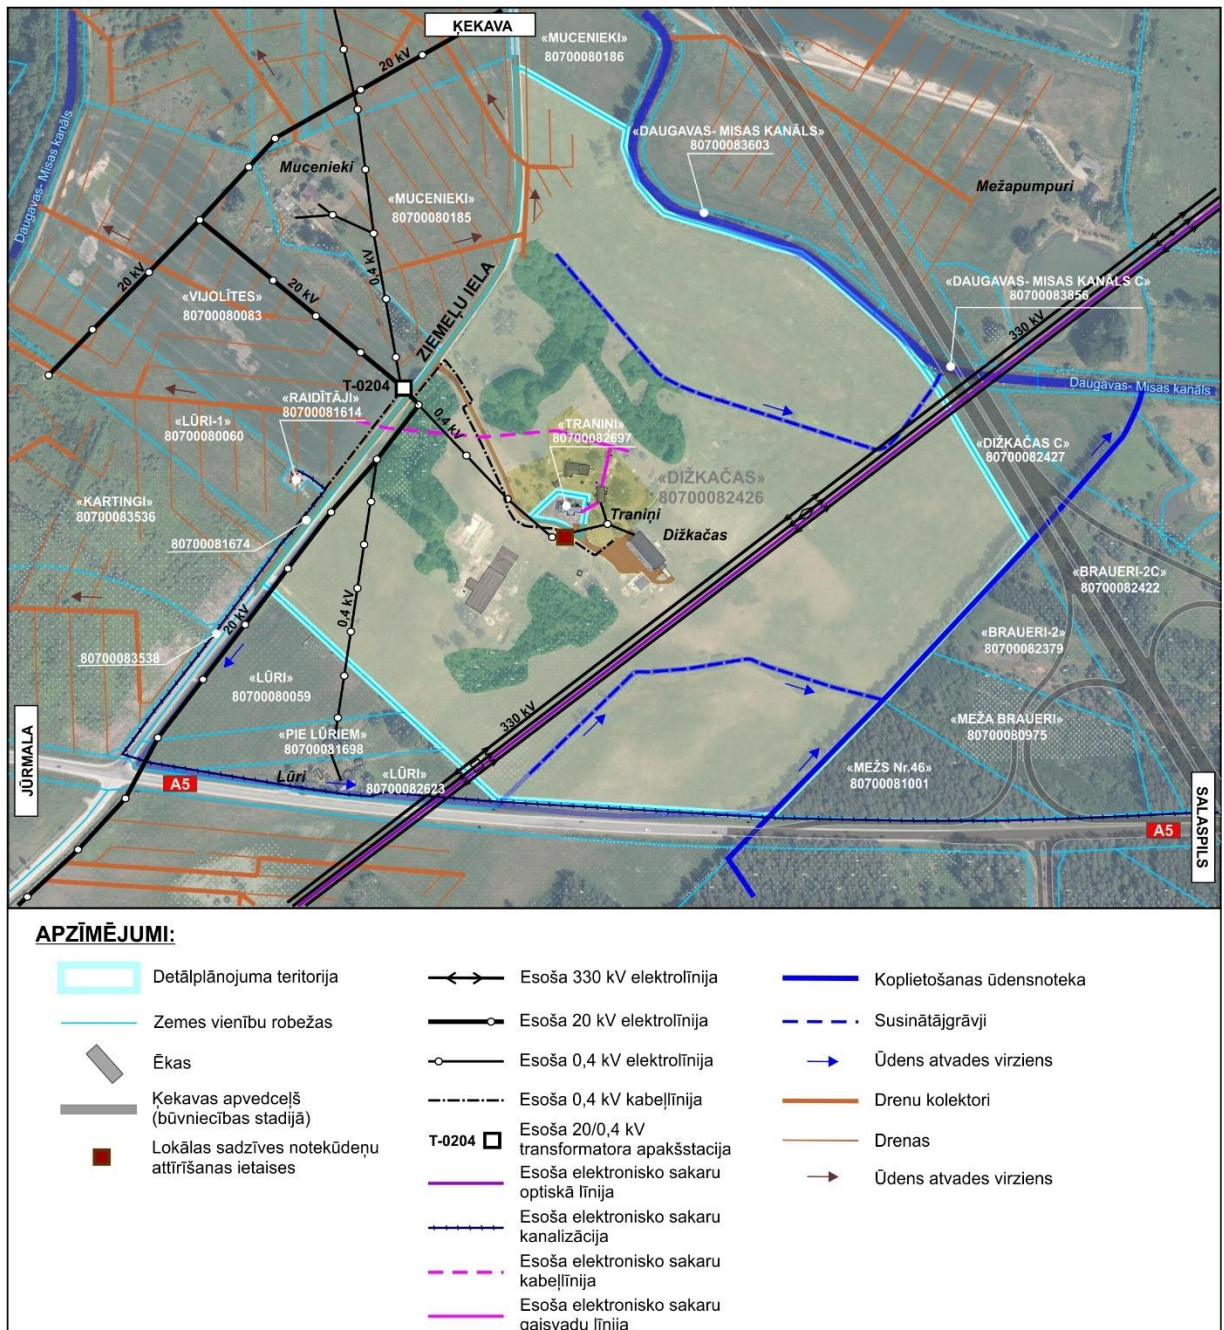 ĶEKAVA
«MUCENIEKI»
80700080186
20 kV
Daugavas- Misas kanāls
«DAUGAVAS- MISAS KANĀLS»
80700083603
Mucenieki
Mežapumpuri
«MUCENIEKI»
80700080185
0,4 kV
20 kV
20 kV
«VIJOLĪTES»
80700080083
ZIEMEĻU IELA
«DAUGAVAS- MISAS KANĀLS C»
80700083856
330 kV
T-0204
Daugavas- Misas kanāls
«RAIDĪTĀJI»
80700081614
«LŪRI-1»
80700080060
0,4 kV
«TRANINI»
80700082697
«DIŽKAČAS C»
80700082427
«DIŽKAČAS»
80700082426
«KARTINGI»
80700083536
Traniņi
Dižkačas
80700081674
«BRAUERI-2C»
80700082422
20 kV
0,4 kV
«BRAUERI-2»
80700082379
80700083538
«LŪRI»
80700080059
330 kV
«MEŽA BRAUERI»
80700080975
«PIE LŪRIEM»
80700081698
JŪRMALA
Lūri
«LŪRI»
80700082623
«MEŽS Nr.46»
80700081001
A5
A5
SALASPILS
APZĪMĒJUMI:
Detālplānojuma teritorija
Zemes vienību robežas
Ēkas
Ķekavas apvedceļš
(būvniecības stadijā)
Lokālas sadzīves notekūdeņu
attīrīšanas ietaises
Esoša 330 kV elektrolīnija
Esoša 20 kV elektrolīnija
Esoša 0,4 kV elektrolīnija
Esoša 0,4 kV kabeļlīnija
T-0204
Esoša 20/0,4 kV
transformatora apakšstacija
Esoša elektronisko sakaru
optiskā līnija
Esoša elektronisko sakaru
kanalizācija
Esoša elektronisko sakaru
kabeļlīnija
Esoša elektronisko sakaru
gaisvadu līnija
Koplietošanas ūdensnoteka
Susinātājgrāvji
Ūdens atvades virziens
Drenu kolektori
Drenas
Ūdens atvades virziens